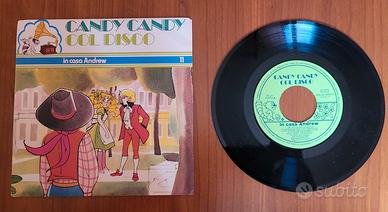 CANDY CANDY
COL DISCO
in casa Andrew
11
CANDY CANDY
COL DISCO
in casa Andrew
subito